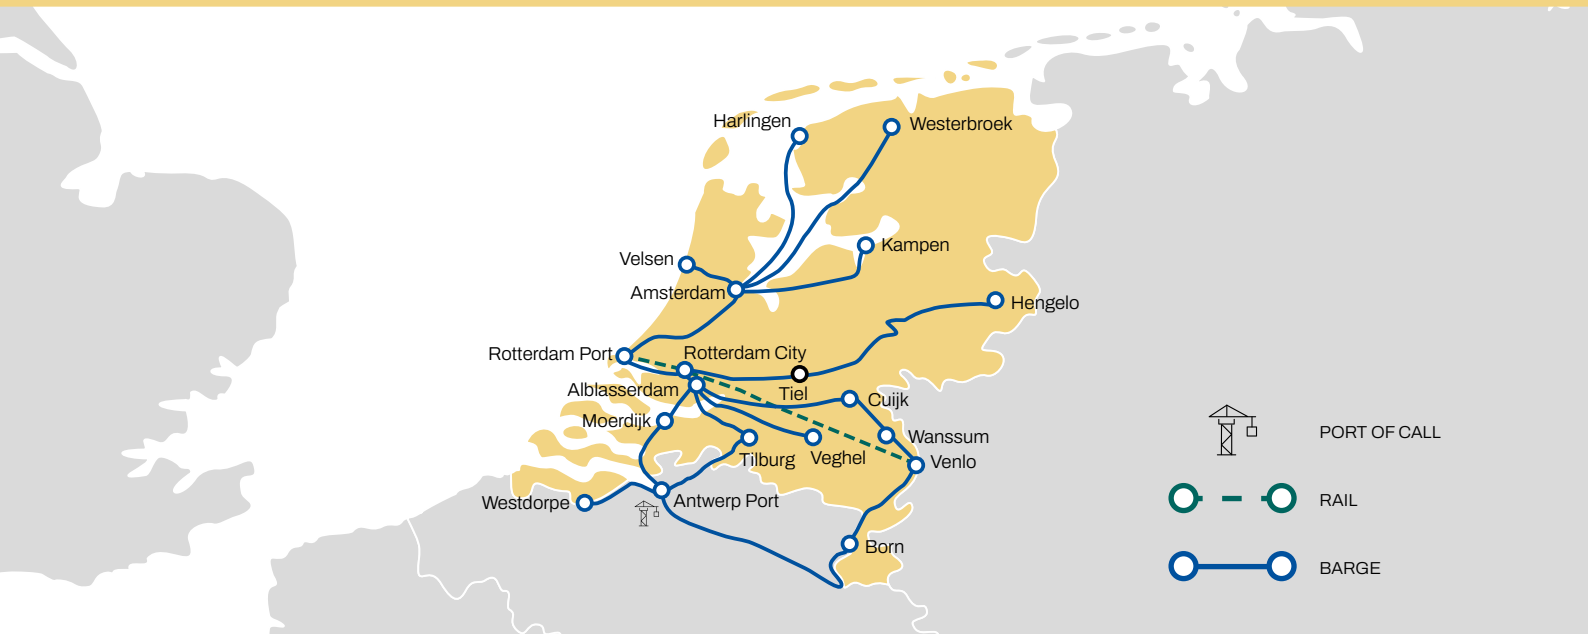 Harlingen
Westerbroek
Kampen
Velsen
Amsterdam
Hengelo
Rotterdam Port
Rotterdam City
Alblasserdam
Tiel
Cuijk
Moerdijk
Wanssum
Tilburg
Veghel
Venlo
Westdorpe
Antwerp Port
Born
PORT OF CALL
RAIL
BARGE